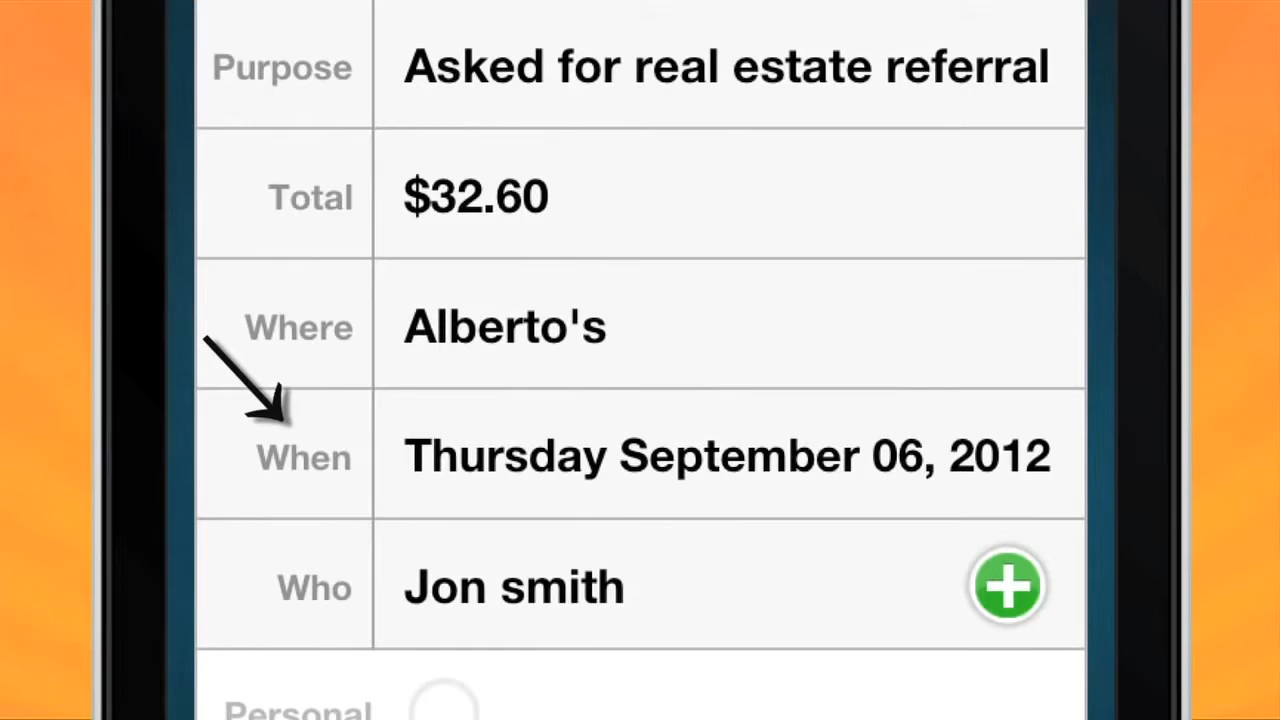 Purpose Asked for real estate referral
Total $32.60
Where Alberto's
When Thursday September 06, 2012
Who Jon smith
Personal